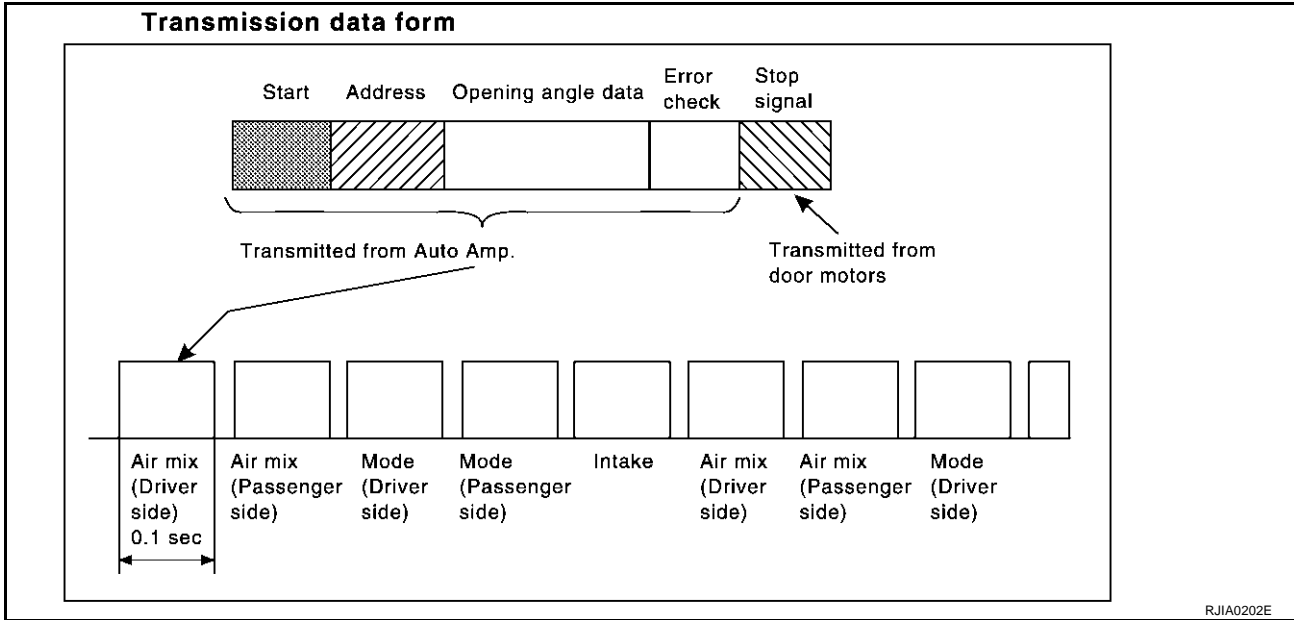 Transmission data form
Start Address Opening angle data Error check Stop signal
Transmitted from Auto Amp.
Transmitted from door motors
Air mix (Driver side) 0.1 sec
Air mix (Passenger side)
Mode (Driver side)
Mode (Passenger side)
Intake
Air mix (Driver side)
Air mix (Passenger side)
Mode (Driver side)
RJIA0202E